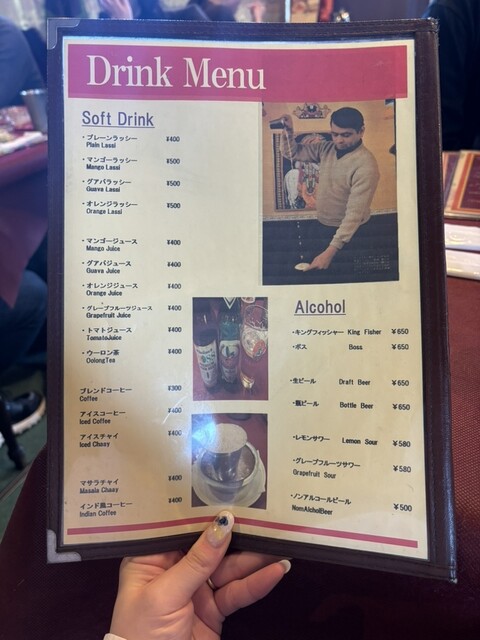 Drink Menu
Soft Drink
・プレーンラッシー ¥400
Plain Lassi
・マンゴーラッシー ¥500
Mango Lassi
・グアバラッシー ¥500
Guava Lassi
・オレンジラッシー ¥500
Orange Lassi
・マンゴージュース ¥400
Mango Juice
・グアバジュース ¥400
Guava Juice
・オレンジジュース ¥400
Orange Juice
・グレープフルーツジュース ¥400
Grapefruit Juice
・トマトジュース ¥400
TomatoJuice
・ウーロン茶 ¥400
OolongTea
ブレンドコーヒー ¥300
Coffee
アイスコーヒー ¥400
Iced Coffee
アイスチャイ ¥400
Iced Chaay
マサラチャイ ¥400
Masala Chaay
インド風コーヒー ¥400
Indian Coffee
Alcohol
・キングフィッシャー King Fisher ¥650
・ボス Boss ¥650
・生ビール Draft Beer ¥650
・瓶ビール Bottle Beer ¥650
・レモンサワー Lemon Sour ¥580
・グレープフルーツサワー ¥580
Grapefruit Sour
・ノンアルコールビール ¥500
NomAlcholBeer